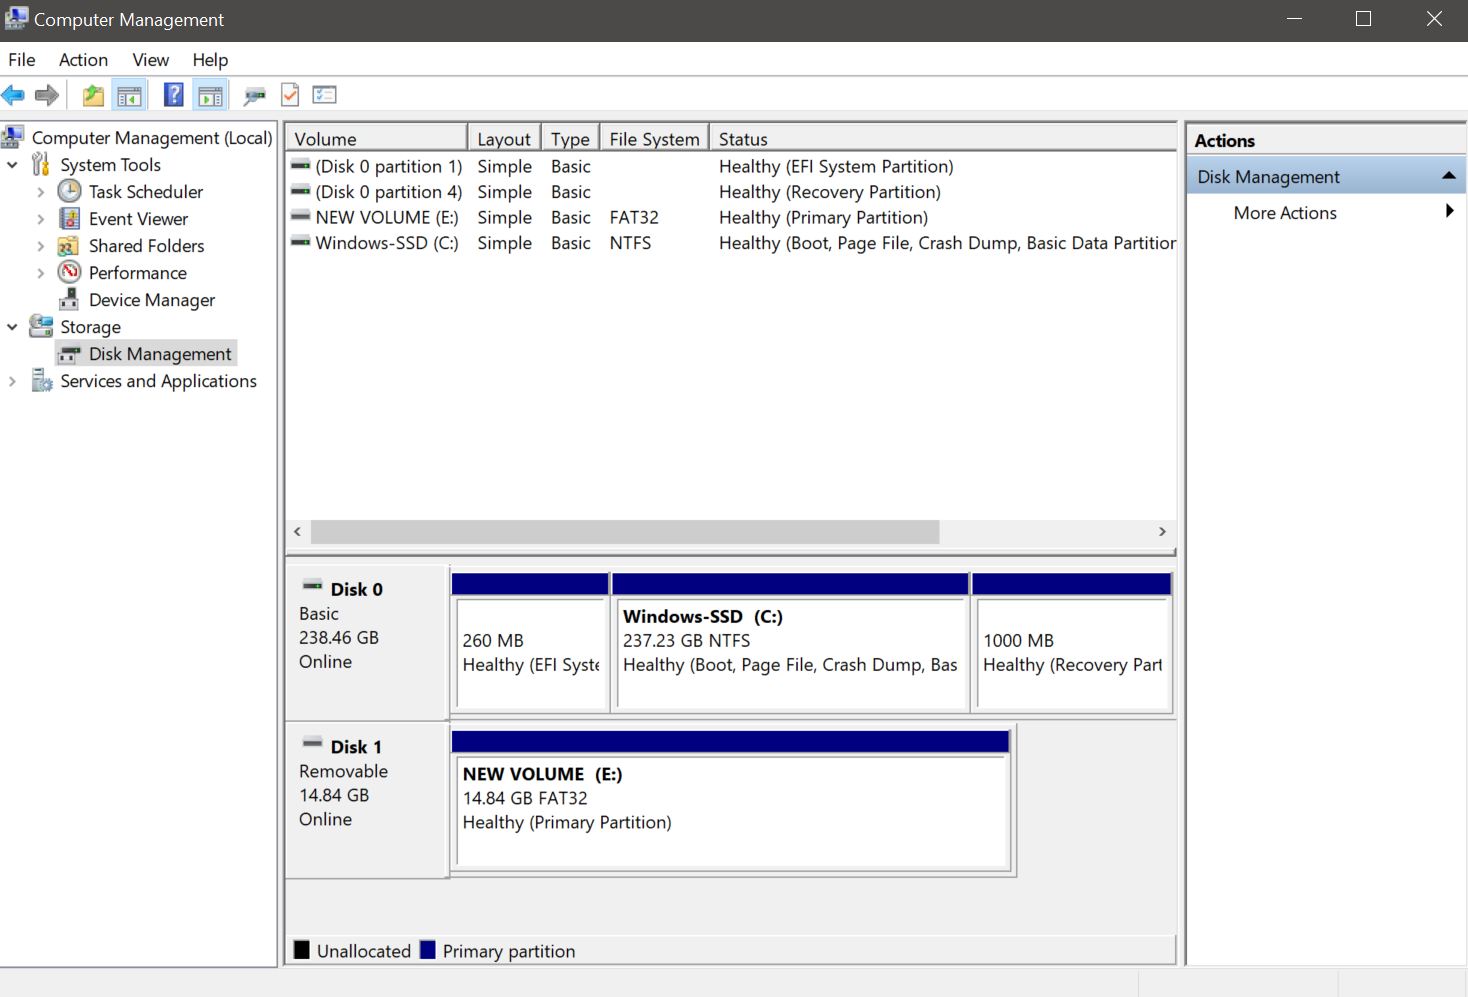 Computer Management
File Action View Help
Computer Management (Local)
System Tools
Task Scheduler
Event Viewer
Shared Folders
Performance
Device Manager
Storage
Disk Management
Services and Applications
Volume Layout Type File System Status
(Disk 0 partition 1) Simple Basic Healthy (EFI System Partition)
(Disk 0 partition 4) Simple Basic Healthy (Recovery Partition)
NEW VOLUME (E:) Simple Basic FAT32 Healthy (Primary Partition)
Windows-SSD (C:) Simple Basic NTFS Healthy (Boot, Page File, Crash Dump, Basic Data Partition
Disk 0
Basic
238.46 GB
Online
260 MB
Healthy (EFI Syste
Windows-SSD (C:)
237.23 GB NTFS
Healthy (Boot, Page File, Crash Dump, Bas
1000 MB
Healthy (Recovery Part
Disk 1
Removable
14.84 GB
Online
NEW VOLUME (E:)
14.84 GB FAT32
Healthy (Primary Partition)
Unallocated Primary partition
Actions
Disk Management
More Actions